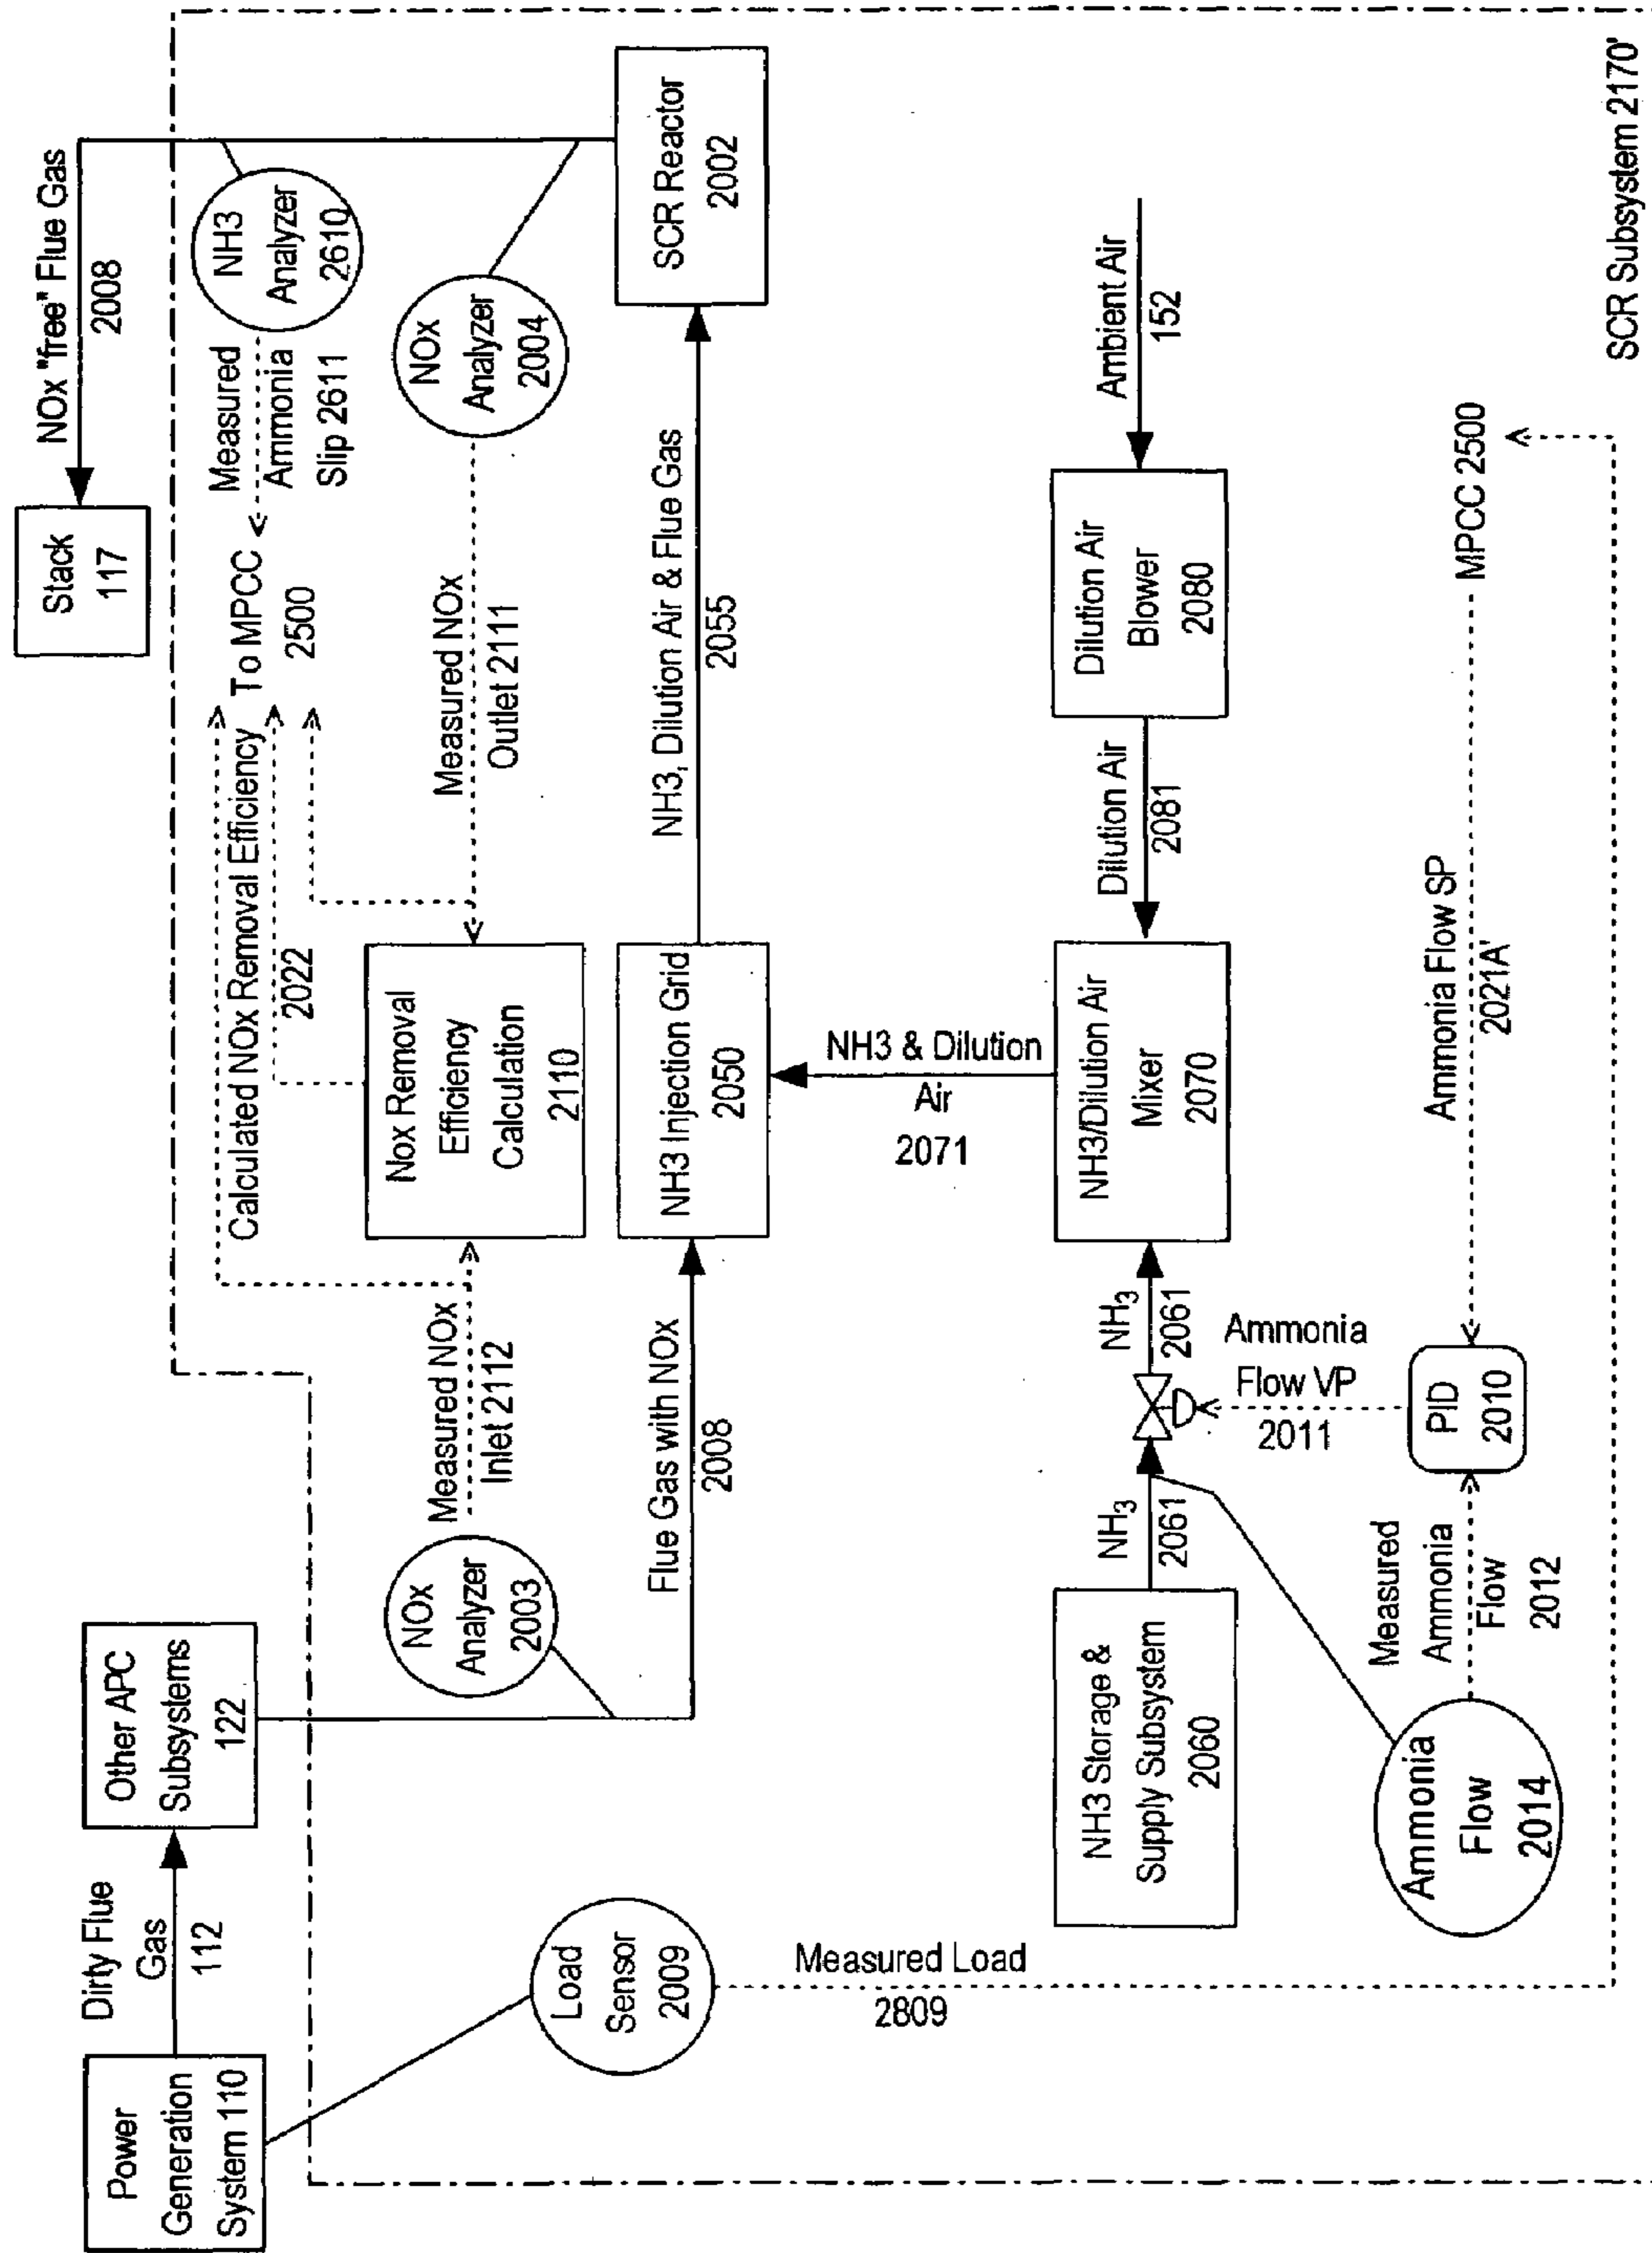 Power
Generation
System 110
Dirty Flue
Gas
112
Other APC
Subsystems
122
Stack
117
NOx "free" Flue Gas
2008
Load
Sensor
2009
Measured Load
2809
NOx
Analyzer
2003
Measured NOx
Inlet 2112
Calculated NOx Removal Efficiency
2022
To MPCC
2500
Measured
Ammonia
Slip 2611
NH3
Analyzer
2610
Nox Removal
Efficiency
Calculation
2110
Measured NOx
Outlet 2111
NOx
Analyzer
2004
Flue Gas with NOx
2008
NH3 Injection Grid
2050
NH3, Dilution Air & Flue Gas
2055
SCR Reactor
2002
NH3 & Dilution
Air
2071
NH3 Storage &
Supply Subsystem
2060
NH₃
2061
NH₃
2061
NH3/Dilution Air
Mixer
2070
Dilution Air
2081
Dilution Air
Blower
2080
Ambient Air
152
Ammonia
Flow VP
2011
Ammonia
Flow
2014
Measured
Ammonia
Flow
2012
PID
2010
Ammonia Flow SP
2021A'
MPCC 2500
SCR Subsystem 2170'